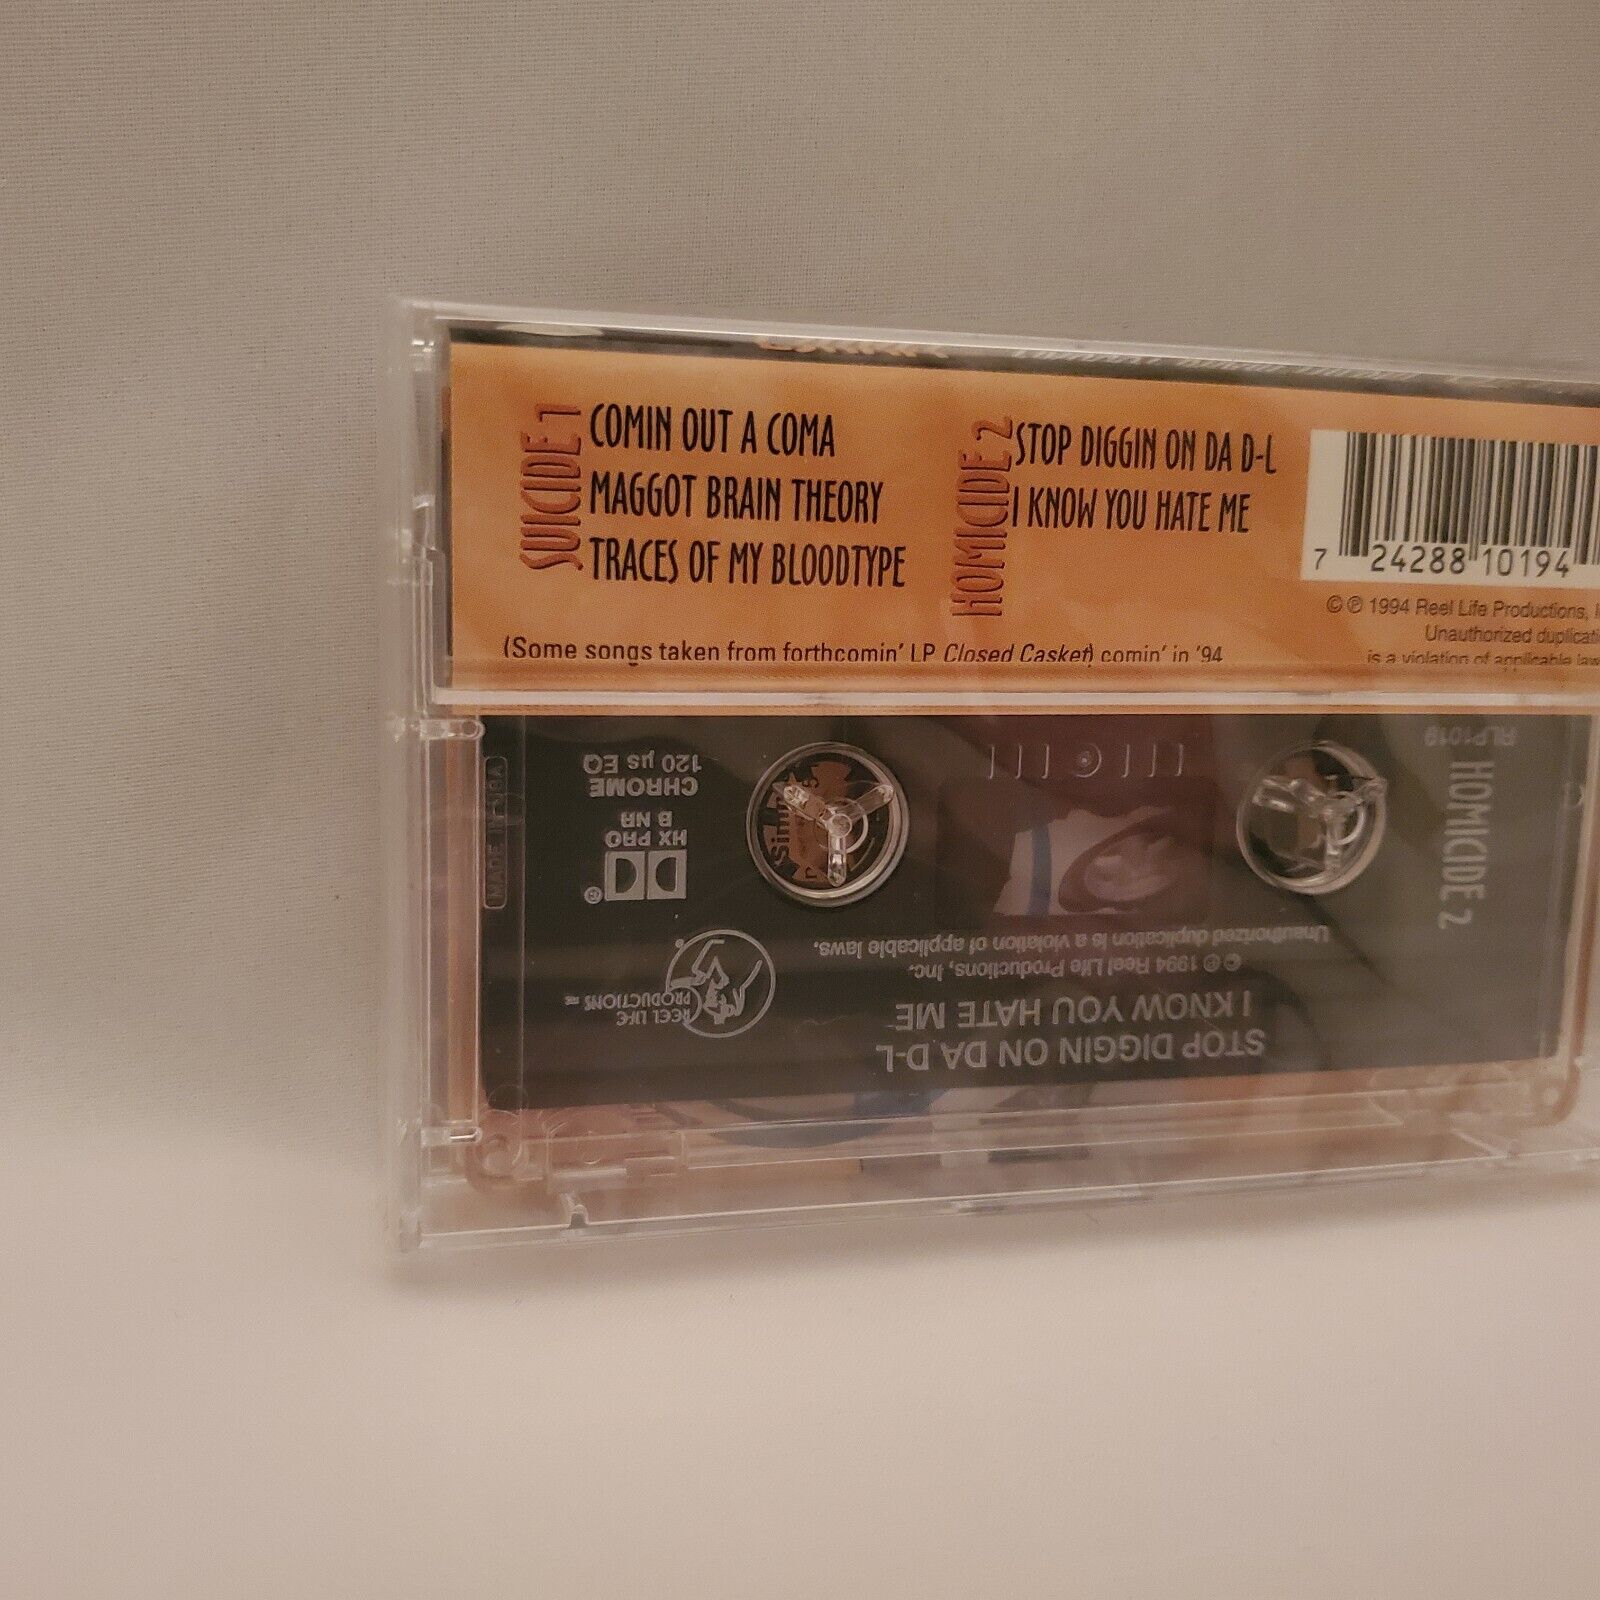 SUICIDE 1
COMIN OUT A COMA
MAGGOT BRAIN THEORY
TRACES OF MY BLOODTYPE
HOMICIDE 2
STOP DIGGIN ON DA D-L
I KNOW YOU HATE ME
7 24288 10194
© ℗ 1994 Reel Life Productions,
Unauthorized
is a violation of applicable
(Some songs taken from forthcomin' LP Closed Casket) comin' in '94
STOP DIGGIN ON DA D-L
I KNOW YOU HATE ME
© ℗ 1994 Reel Life Productions, Inc.
Unauthorized duplication is a violation of applicable laws.
REEL LIFE
PRODUCTIONS INC
®
HX PRO
B NR
CHROME
120 µs EQ
HOMICIDE 2
RLP1019
MADE IN USA